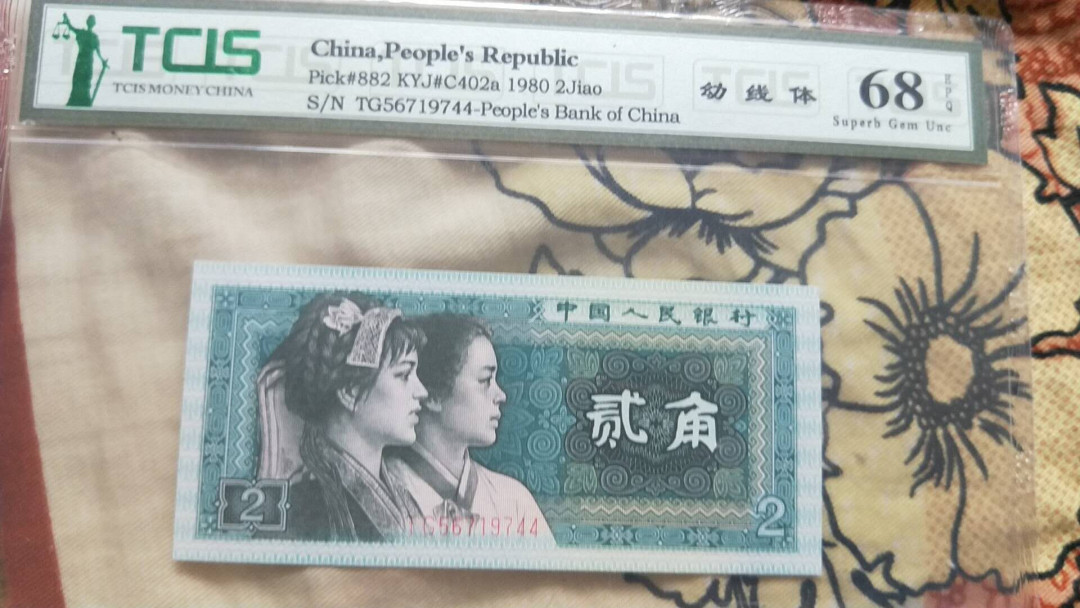 TCIS
TCIS MONEY CHINA
China,People's Republic
Pick#882 KYJ#C402a 1980 2Jiao
S/N TG56719744-People's Bank of China
幼线体
68
EPQ
Superb Gem Unc
中国人民银行
贰角
2
2
TG56719744